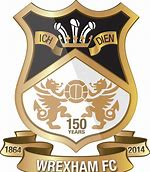 ICH DIEN
150
YEARS
1864 2014
WREXHAM FC